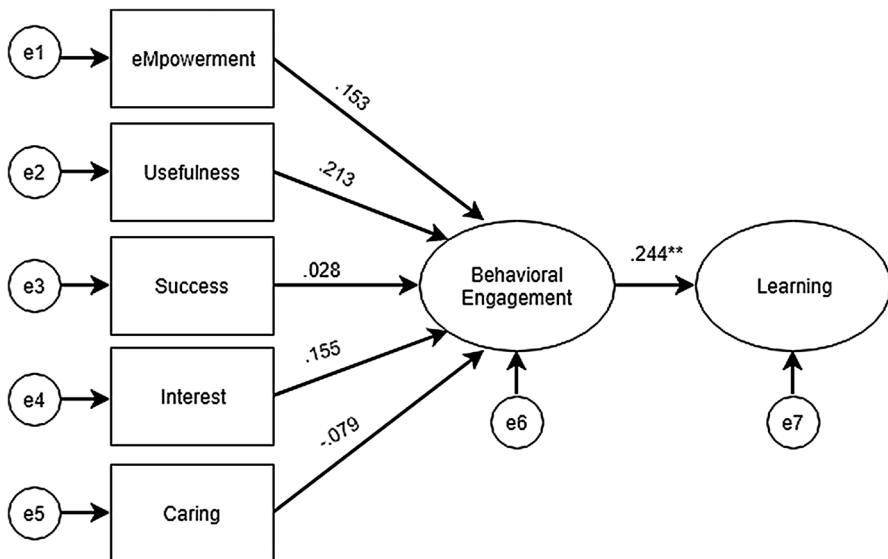 e1
eMpowerment
.153
e2
Usefulness
.213
e3
Success
.028
Behavioral
Engagement
.244**
Learning
e4
Interest
.155
e6
e7
e5
Caring
-.079